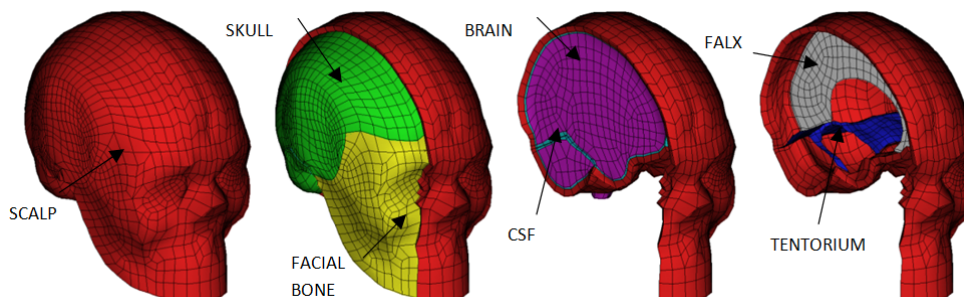 SKULL
BRAIN
FALX
SCALP
FACIAL
BONE
CSF
TENTORIUM